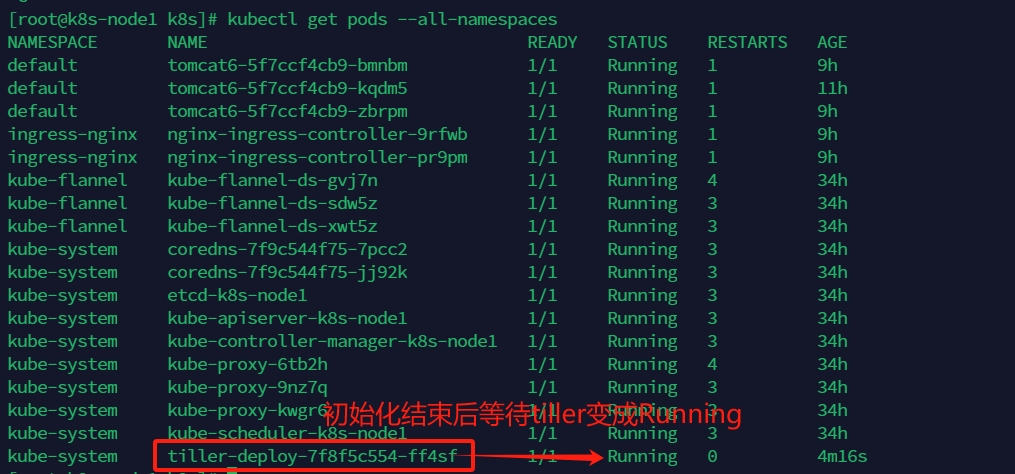 [root@k8s-node1 k8s]# kubectl get pods --all-namespaces
NAMESPACE NAME READY STATUS RESTARTS AGE
default tomcat6-5f7ccf4cb9-bmnbm 1/1 Running 1 9h
default tomcat6-5f7ccf4cb9-kqdm5 1/1 Running 1 11h
default tomcat6-5f7ccf4cb9-zbrpm 1/1 Running 1 9h
ingress-nginx nginx-ingress-controller-9rfwb 1/1 Running 1 9h
ingress-nginx nginx-ingress-controller-pr9pm 1/1 Running 1 9h
kube-flannel kube-flannel-ds-gvj7n 1/1 Running 4 34h
kube-flannel kube-flannel-ds-sdw5z 1/1 Running 3 34h
kube-flannel kube-flannel-ds-xwt5z 1/1 Running 3 34h
kube-system coredns-7f9c544f75-7pcc2 1/1 Running 3 34h
kube-system coredns-7f9c544f75-jj92k 1/1 Running 3 34h
kube-system etcd-k8s-node1 1/1 Running 3 34h
kube-system kube-apiserver-k8s-node1 1/1 Running 3 34h
kube-system kube-controller-manager-k8s-node1 1/1 Running 3 34h
kube-system kube-proxy-6tb2h 1/1 Running 4 34h
kube-system kube-proxy-9nz7q 1/1 Running 3 34h
kube-system kube-proxy-kwgr6 1/1 Running 3 34h
初始化结束后等待tiller变成Running
kube-system kube-scheduler-k8s-node1 1/1 Running 3 34h
kube-system tiller-deploy-7f8f5c554-ff4sf 1/1 Running 0 4m16s